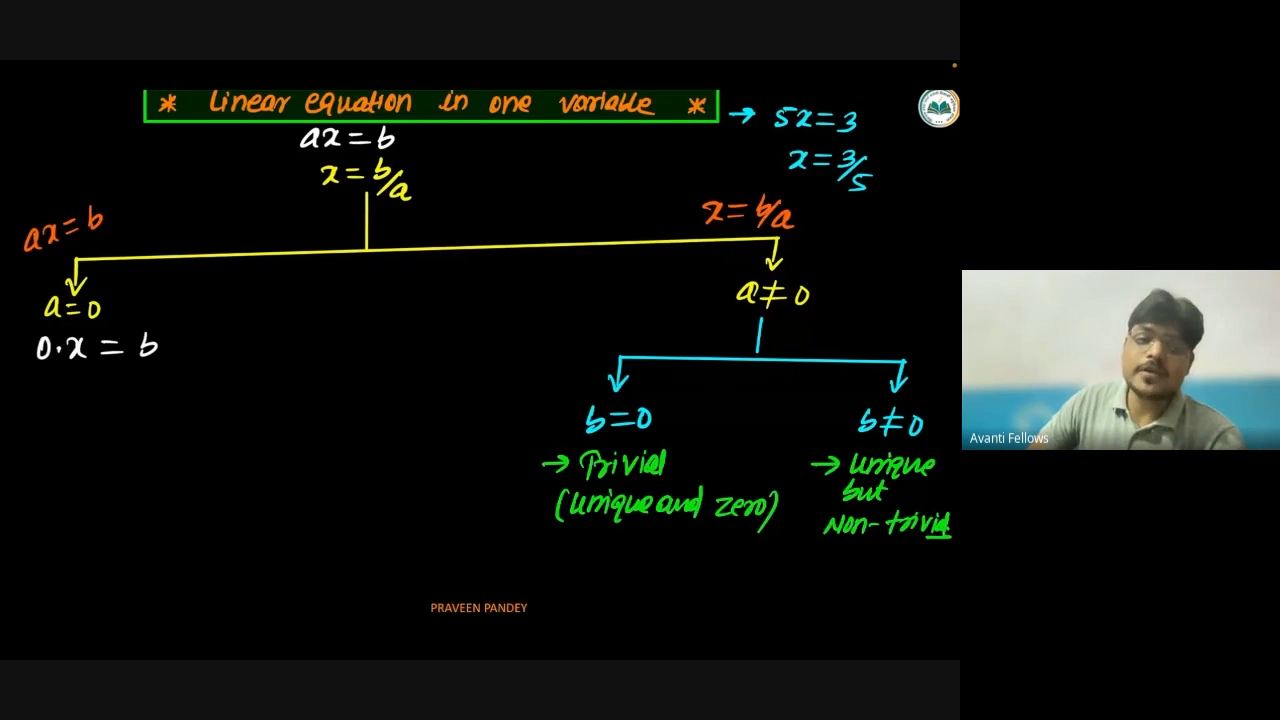 * Linear equation in one variable *
→ 5x=3
ax=b
x=3/5
x=b/a
ax=b
x=b/a
a=0
a≠0
0·x = b
b=0
b≠0
→ Trivial
(unique and zero)
→ unique
but
Non-trivial
Avanti Fellows
PRAVEEN PANDEY